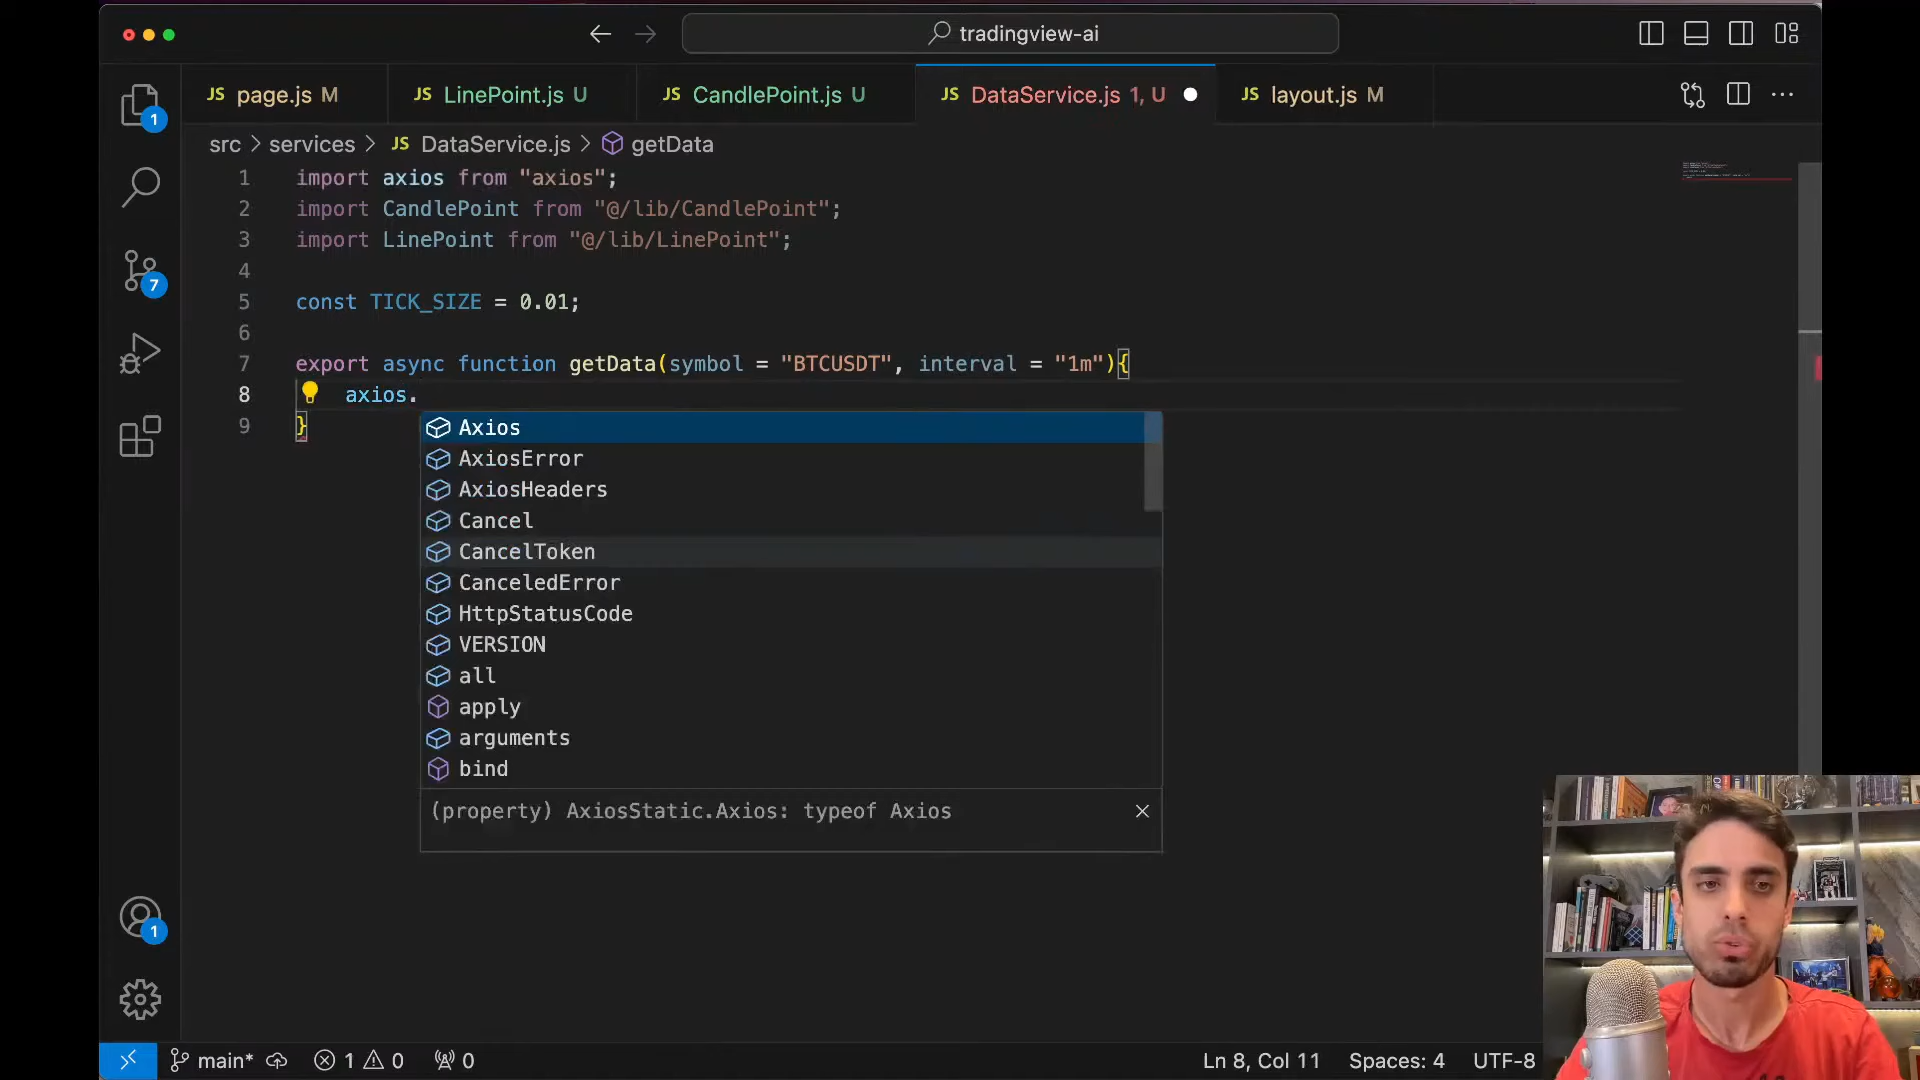 tradingview-ai
JS page.js M
JS LinePoint.js U
JS CandlePoint.js U
JS DataService.js 1, U
JS layout.js M
src > services > JS DataService.js > getData
1 import axios from "axios";
2 import CandlePoint from "@/lib/CandlePoint";
3 import LinePoint from "@/lib/LinePoint";
4
5 const TICK_SIZE = 0.01;
6
7 export async function getData(symbol = "BTCUSDT", interval = "1m"){
8 axios.
9 }
Axios
AxiosError
AxiosHeaders
Cancel
CancelToken
CanceledError
HttpStatusCode
VERSION
all
apply
arguments
bind
(property) AxiosStatic.Axios: typeof Axios
1
7
1
main* 1 0 0
Ln 8, Col 11 Spaces: 4 UTF-8